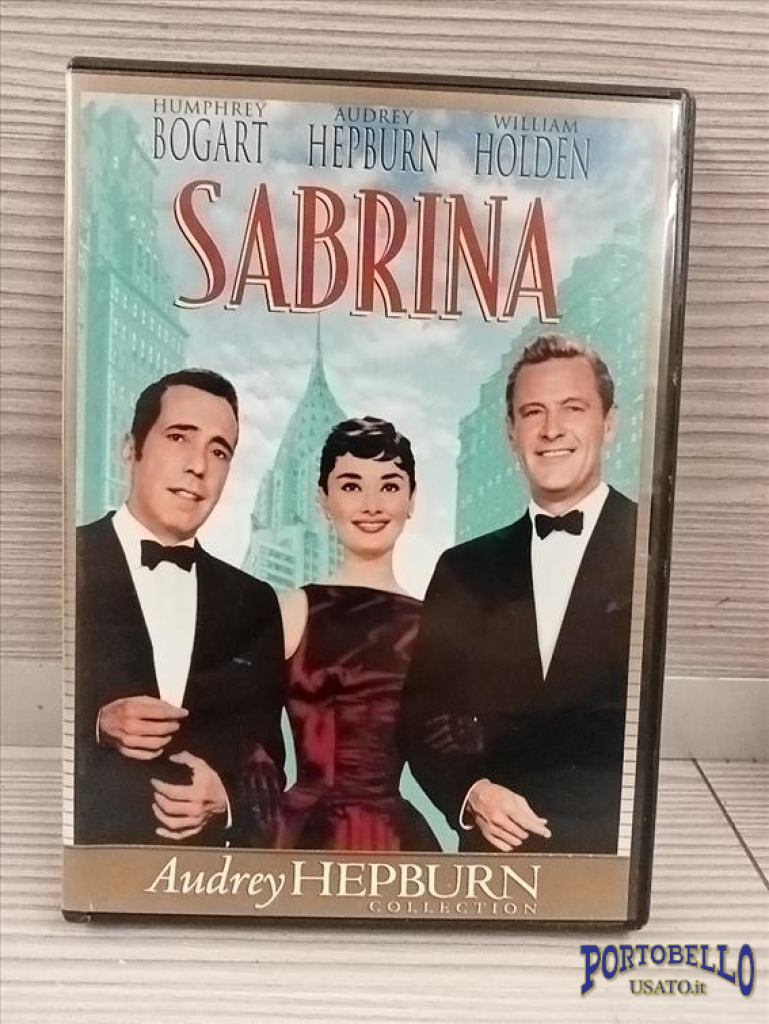 HUMPHREY AUDREY WILLIAM
BOGART HEPBURN HOLDEN
SABRINA
Audrey HEPBURN
COLLECTION
PORTOBELLO
USATO.it